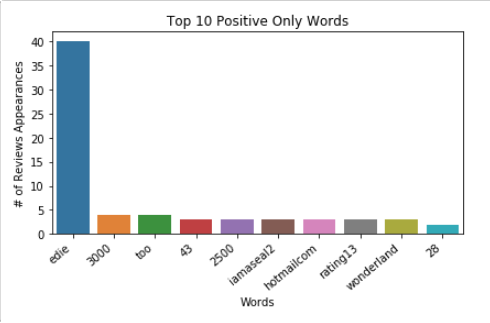 Top 10 Positive Only Words
# of Reviews Appearances
40
35
30
25
20
15
10
5
0
edie
3000
too
43
2500
iamaseal2
hotmailcom
rating13
wonderland
28
Words